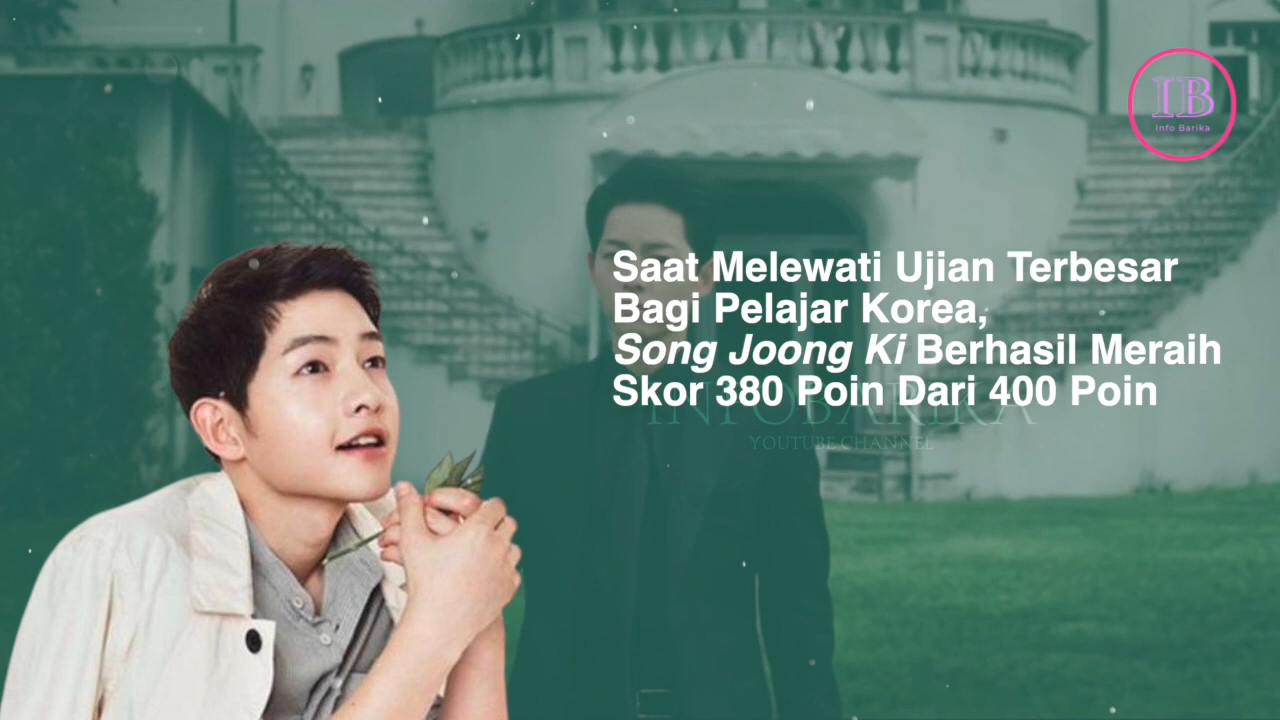 IB
Info Barika
Saat Melewati Ujian Terbesar
Bagi Pelajar Korea,
Song Joong Ki Berhasil Meraih
Skor 380 Poin Dari 400 Poin
INFOBARIKA
YOUTUBE CHANNEL